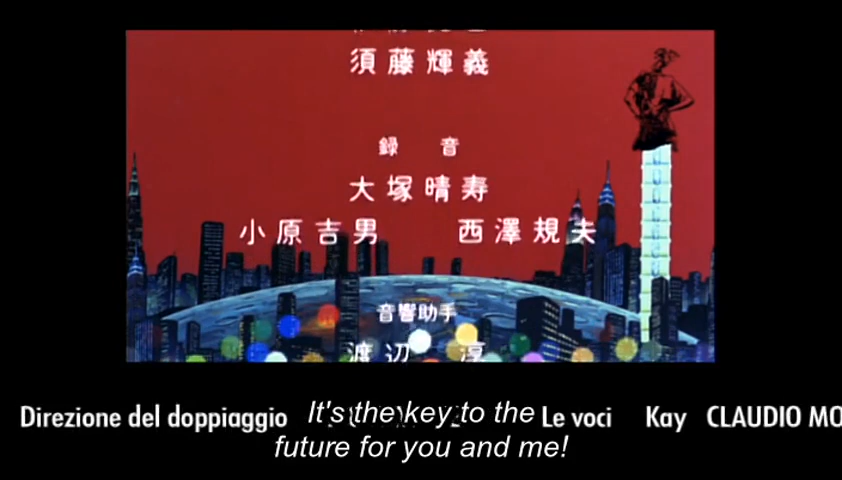 須藤輝義
録音
大塚晴寿
小原吉男 西澤規夫
音響助手
渡辺 淳
Direzione del doppiaggio Le voci Kay CLAUDIO MO
It's the key to the
future for you and me!